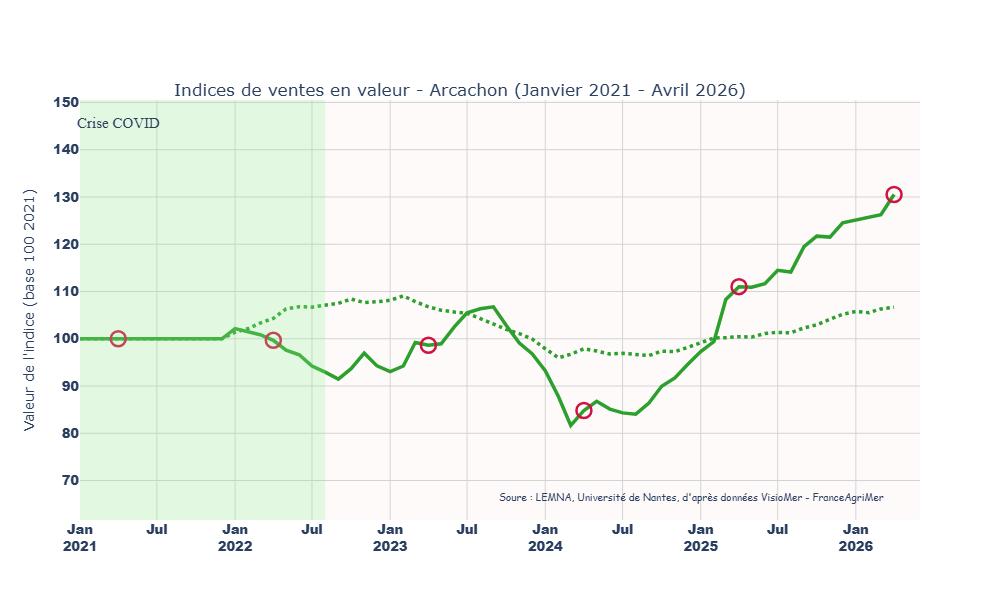 Indices de ventes en valeur - Arcachon (Janvier 2021 - Avril 2026)
Valeur de l'Indice (base 100 2021)
150
Crise COVID
140
130
120
110
100
90
80
70
Soure : LEMNA, Université de Nantes, d'après données VisioMer - FranceAgriMer
Jan Jul Jan Jul Jan Jul Jan Jul Jan Jul Jan
2021 2022 2023 2024 2025 2026